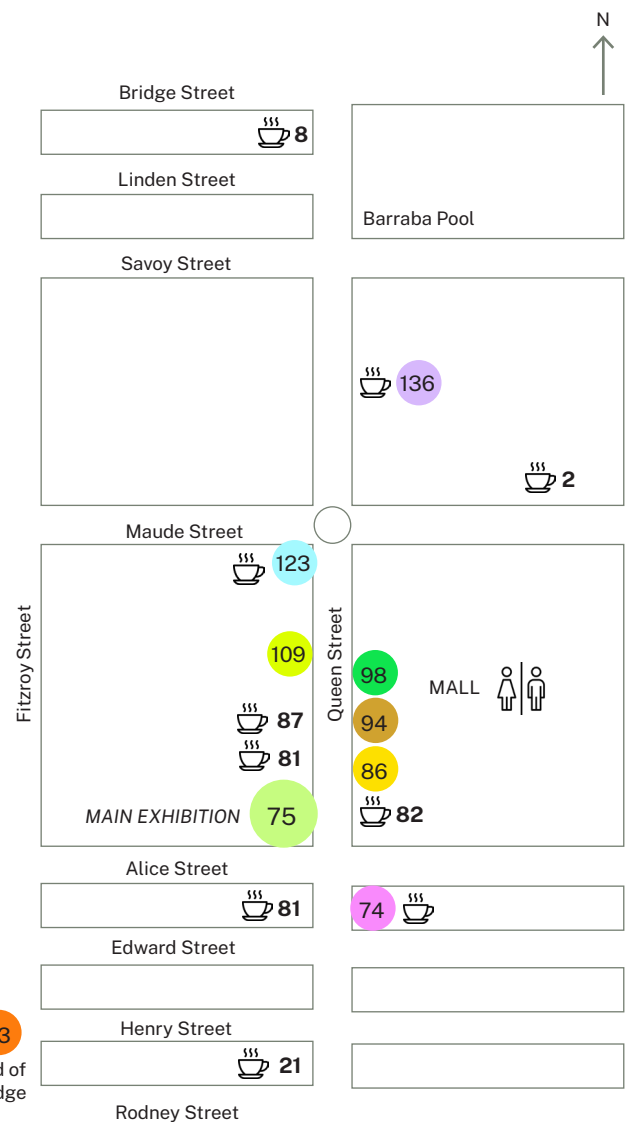 N
Bridge Street
8
Linden Street
Barraba Pool
Savoy Street
136
2
Maude Street
123
Fitzroy Street
Queen Street
109
98
MALL
87
94
81
86
MAIN EXHIBITION 75
82
Alice Street
81
74
Edward Street
Henry Street
21
Rodney Street